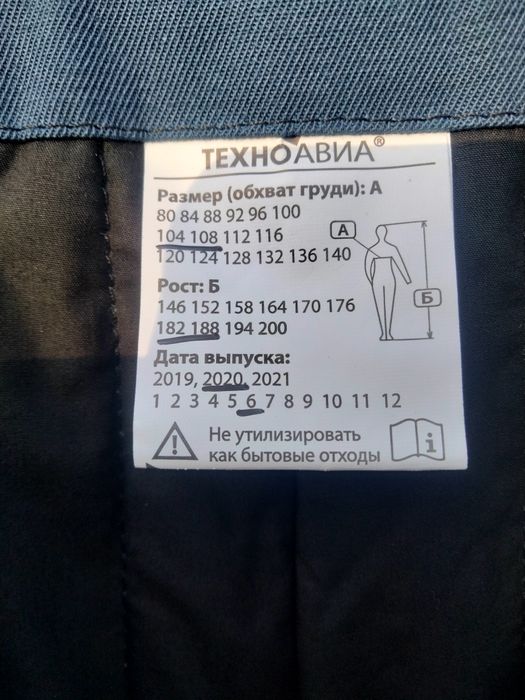 ТЕХНОАВИА®
Размер (обхват груди): А
80 84 88 92 96 100
104 108 112 116
120 124 128 132 136 140
Рост: Б
146 152 158 164 170 176
182 188 194 200
Дата выпуска:
2019, 2020, 2021
1 2 3 4 5 6 7 8 9 10 11 12
Не утилизировать
как бытовые отходы
А
Б
i